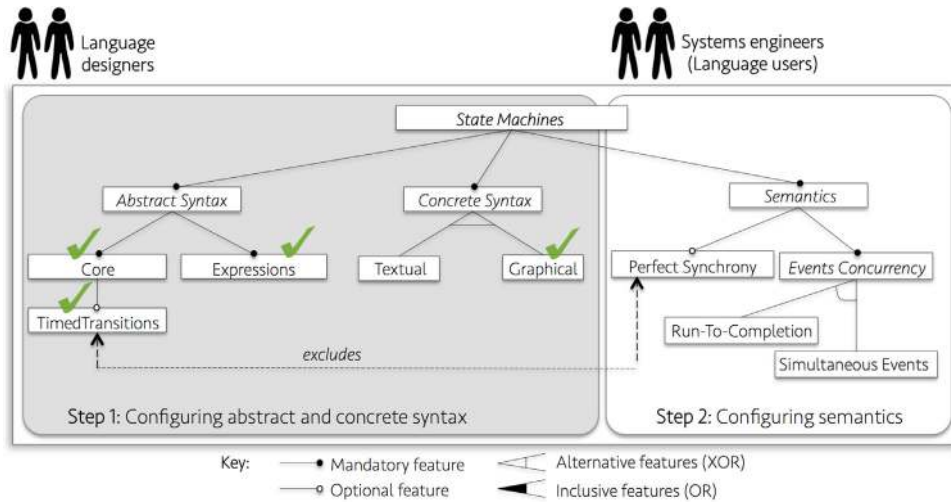 Language
designers
Systems engineers
(Language users)
State Machines
Abstract Syntax
Concrete Syntax
Semantics
Core
Expressions
Textual
Graphical
Perfect Synchrony
Events Concurrency
TimedTransitions
Run-To-Completion
excludes
Simultaneous Events
Step 1: Configuring abstract and concrete syntax
Step 2: Configuring semantics
Key:
Mandatory feature
Alternative features (XOR)
Optional feature
Inclusive features (OR)